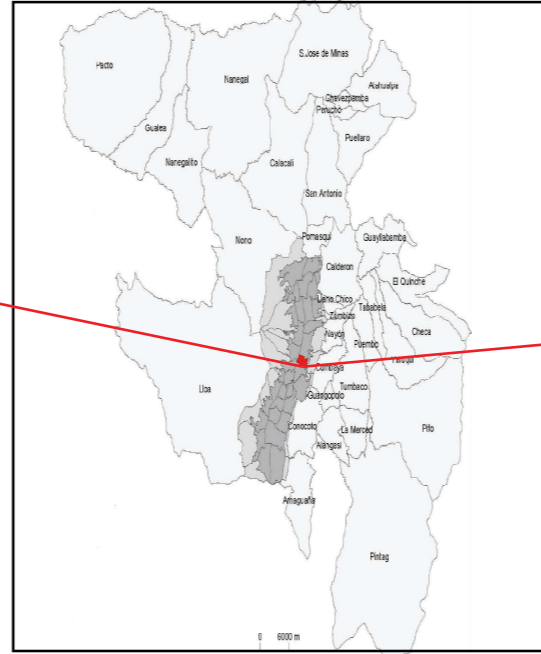 S.Jose de Minas
Pacto
Nanegal
Atahualpa
Chavezpamba
Perucho
Gualea
Puellaro
Nanegalito
Calacali
San Antonio
Nono
Pomasqui
Guayllabamba
Calderon
El Quinche
Llano Chico
Tababela
Zambiza
Checa
Nayon
Puembo
Cumbaya
Lloa
Tumbaco
Guangopolo
Pifo
Conocoto
La Merced
Alangasi
Amaguaña
Pintag
0 6000 m